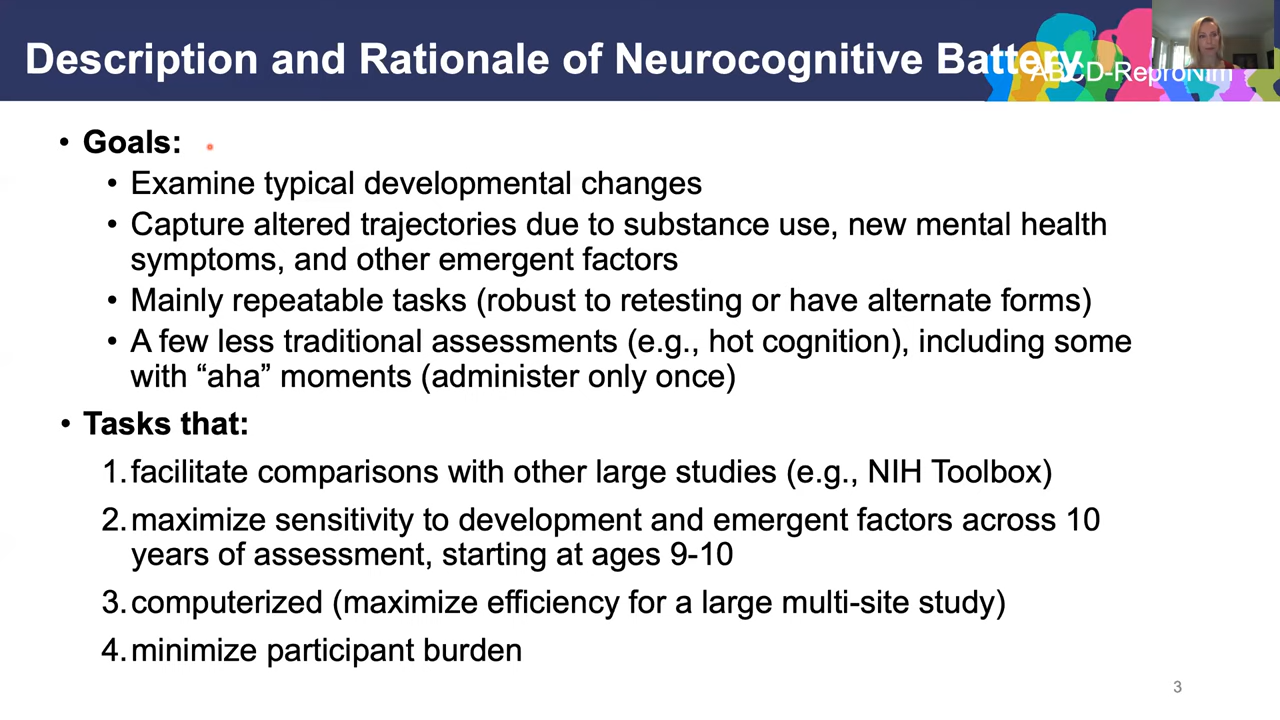 Description and Rationale of Neurocognitive Battery
ABCD-ReproNim
• Goals:
• Examine typical developmental changes
• Capture altered trajectories due to substance use, new mental health
symptoms, and other emergent factors
• Mainly repeatable tasks (robust to retesting or have alternate forms)
• A few less traditional assessments (e.g., hot cognition), including some
with “aha” moments (administer only once)
• Tasks that:
1. facilitate comparisons with other large studies (e.g., NIH Toolbox)
2. maximize sensitivity to development and emergent factors across 10
years of assessment, starting at ages 9-10
3. computerized (maximize efficiency for a large multi-site study)
4. minimize participant burden
3